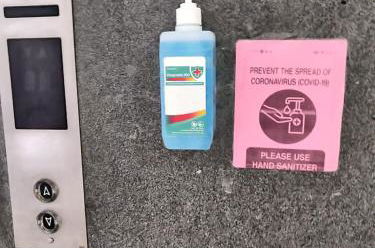 PREVENT THE SPREAD OF
CORONAVIRUS (COVID-19)
PLEASE USE
HAND SANITIZER